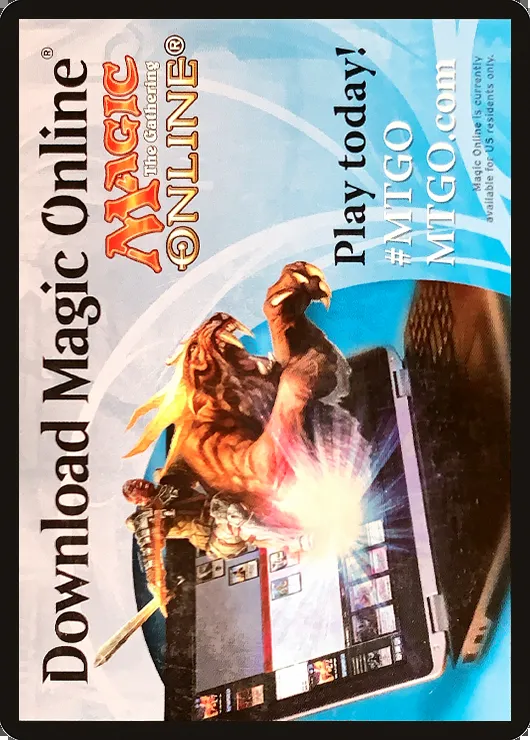 Download Magic Online®
MAGIC
The Gathering
ONLINE®
Play today!
#MTGO
MTGO.com
Magic Online is currently
available for US residents only.